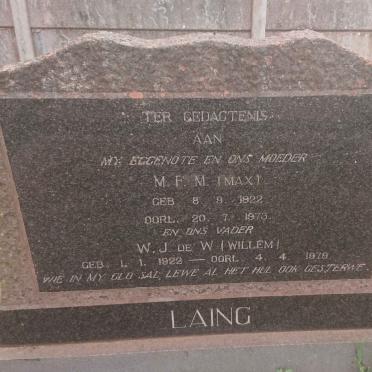 TER GEDAGTENIS
AAN
MY EGGENOTE EN ONS MOEDER
M. F. M. (MAX)
GEB 8. 9. 1922
OORL. 20. 7. 1973.
EN ONS VADER
W. J. DE W. (WILLEM)
GEB. 1. 1. 1922 — OORL. 4. 4. 1979
WIE IN MY GLO SAL LEWE AL HET HUL OOK GESTERWE.
LAING